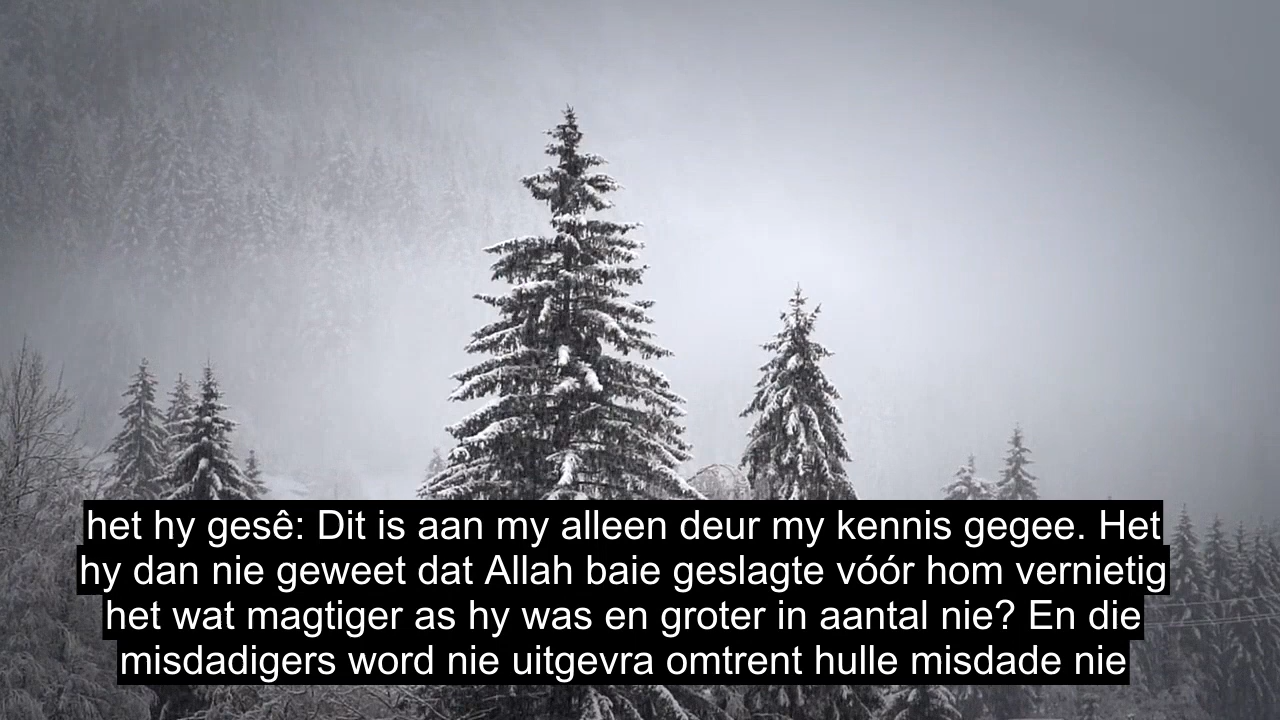 het hy gesê: Dit is aan my alleen deur my kennis gegee. Het
hy dan nie geweet dat Allah baie geslagte vóór hom vernietig
het wat magtiger as hy was en groter in aantal nie? En die
misdadigers word nie uitgevra omtrent hulle misdade nie